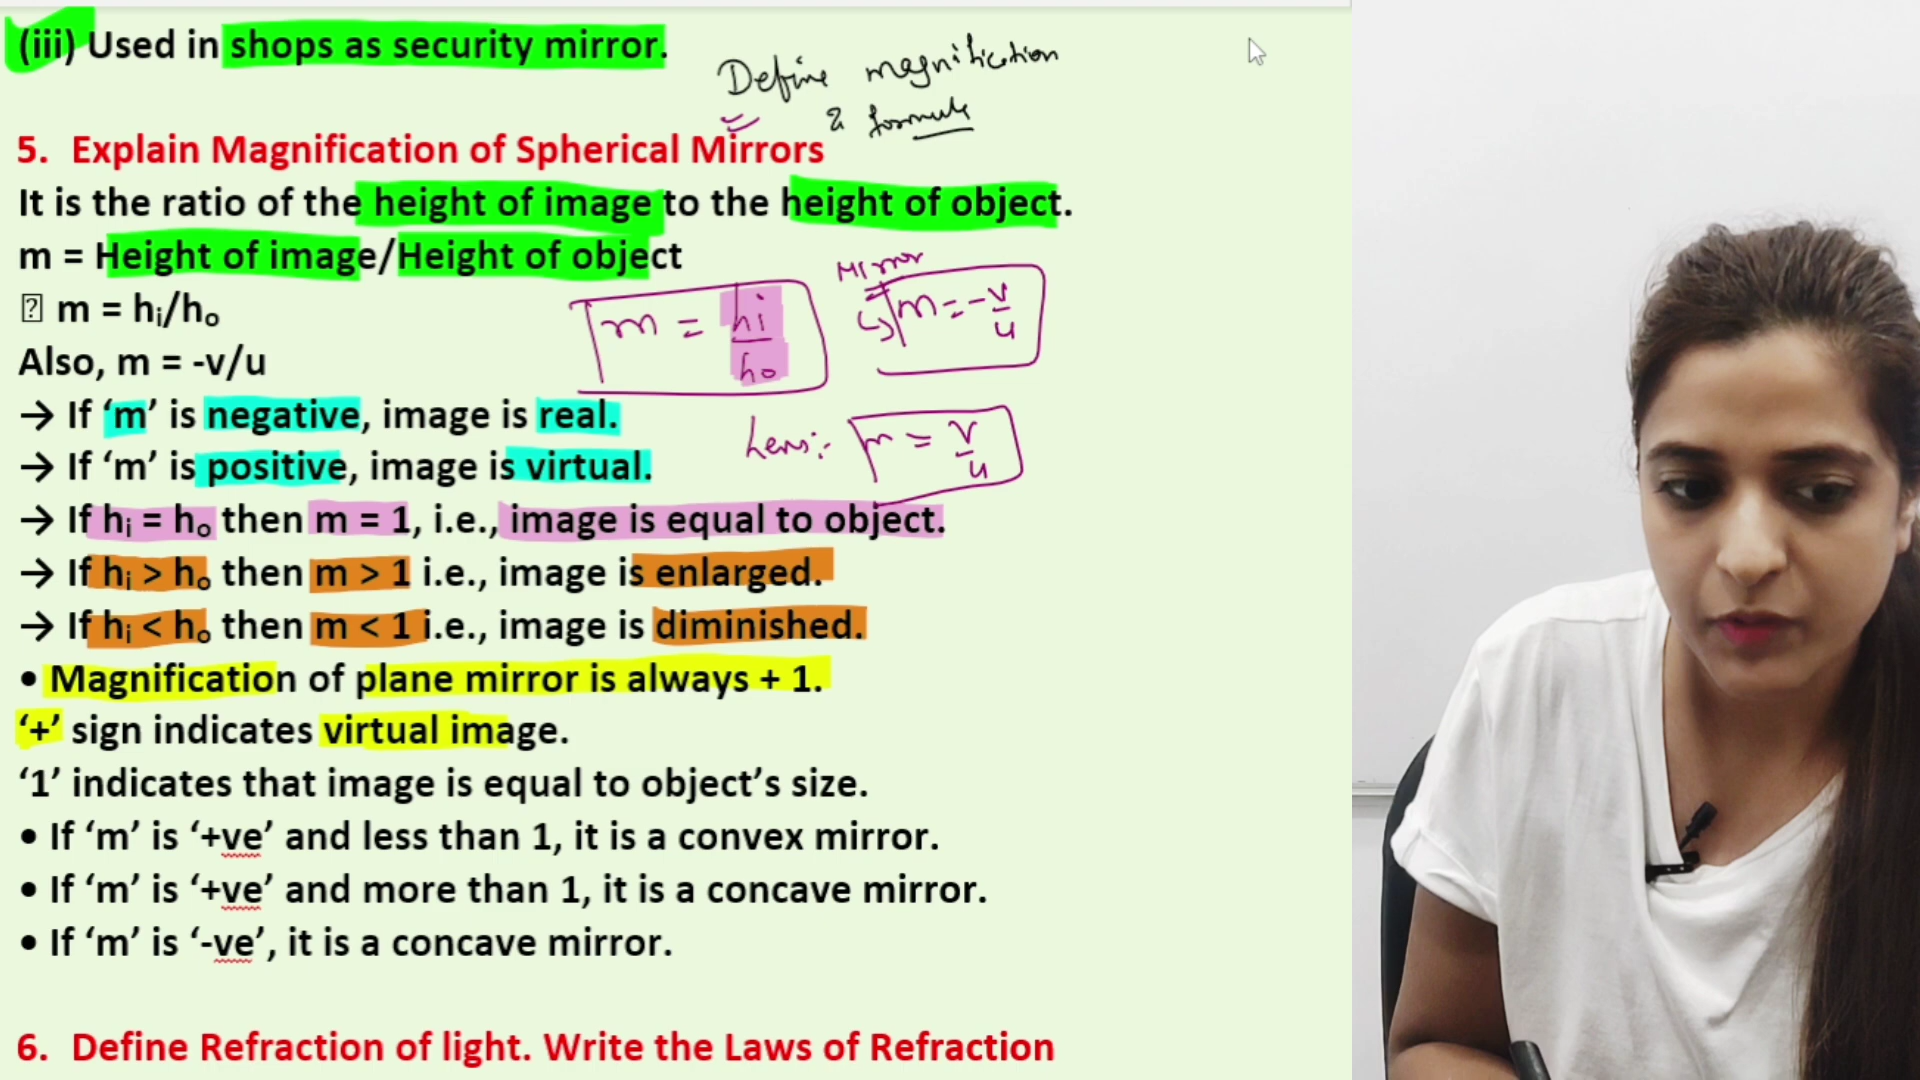 (iii) Used in shops as security mirror.
Define magnification
& formula
5. Explain Magnification of Spherical Mirrors
It is the ratio of the height of image to the height of object.
m = Height of image/Height of object
m = hᵢ/hₒ
m = hi/ho
Mirror
m = -v/u
Also, m = -v/u
→ If ‘m’ is negative, image is real.
Lens:
m = v/u
→ If ‘m’ is positive, image is virtual.
→ If hᵢ = hₒ then m = 1, i.e., image is equal to object.
→ If hᵢ > hₒ then m > 1 i.e., image is enlarged.
→ If hᵢ < hₒ then m < 1 i.e., image is diminished.
• Magnification of plane mirror is always + 1.
‘+’ sign indicates virtual image.
‘1’ indicates that image is equal to object’s size.
• If ‘m’ is ‘+ve’ and less than 1, it is a convex mirror.
• If ‘m’ is ‘+ve’ and more than 1, it is a concave mirror.
• If ‘m’ is ‘-ve’, it is a concave mirror.
6. Define Refraction of light. Write the Laws of Refraction